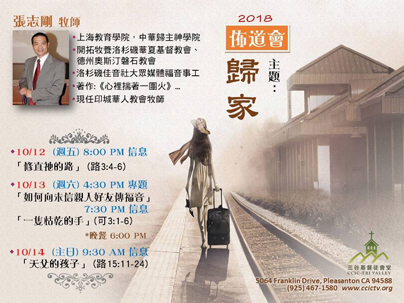 張志剛 牧師
•上海教育學院，中華歸主神學院
•開拓牧養洛杉磯華夏基督教會、
德州奧斯汀磐石教會
•洛杉磯佳音社大眾媒體福音事工
•著作:《心裡揣著一團火》...
•現任印城華人教會牧師
2018
佈道會
主題：
歸家
10/12 (週五) 8:00 PM 信息
「修直祂的路」(路3:4-6)
10/13 (週六) 4:30 PM 專題
「如何向未信親人好友傳福音」
7:30 PM 信息
「一隻枯乾的手」(可3:1-6)
*晚餐 6:00 PM
10/14 (主日) 9:30 AM 信息
「天父的孩子」(路15:11-24)
三谷基督徒會堂
CCIC TRI-VALLEY
5064 Franklin Drive, Pleasanton CA 94588
(925) 467-1580 www.ccictv.org